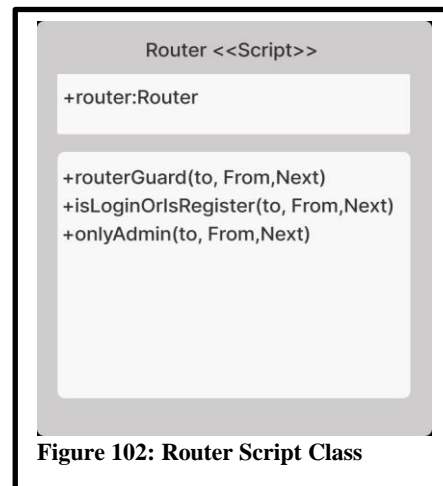 Router <<Script>>
+router:Router
+routerGuard(to, From,Next)
+isLoginOrIsRegister(to, From,Next)
+onlyAdmin(to, From,Next)
Figure 102: Router Script Class